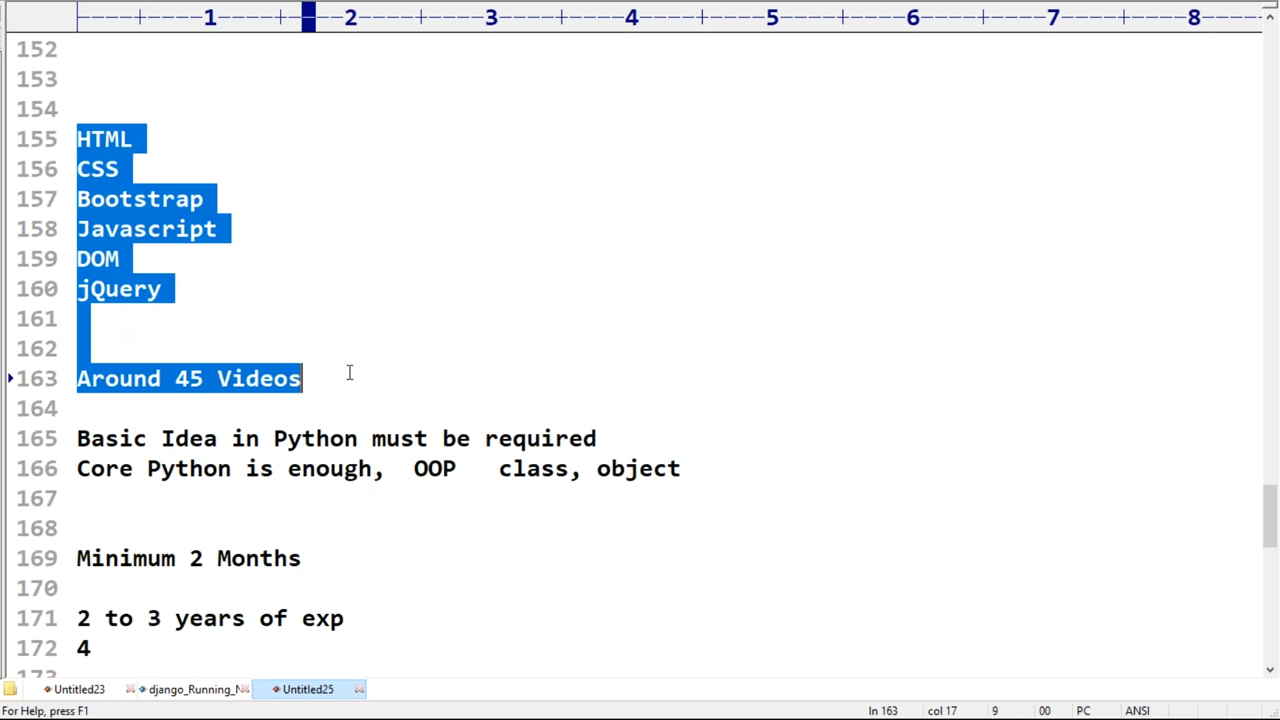 1 2 3 4 5 6 7 8
152
153
154
155 HTML
156 CSS
157 Bootstrap
158 Javascript
159 DOM
160 jQuery
161
162
163 Around 45 Videos
164
165 Basic Idea in Python must be required
166 Core Python is enough,  OOP   class, object
167
168
169 Minimum 2 Months
170
171 2 to 3 years of exp
172 4
173
Untitled23 django_Running_N Untitled25
For Help, press F1 ln 163 col 17 9 00 PC ANSI